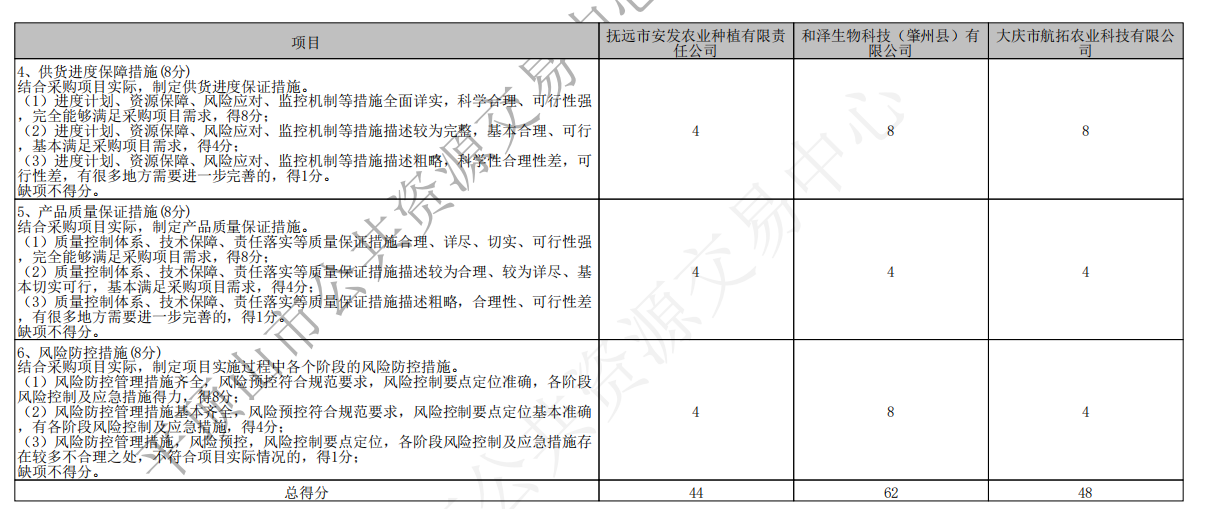 项目
抚远市安发农业种植有限责
任公司
和泽生物科技（肇州县）有
限公司
大庆市航拓农业科技有限公
司
4、供货进度保障措施(8分)
结合采购项目实际，制定供货进度保证措施。
（1）进度计划、资源保障、风险应对、监控机制等措施全面详实，科学合理、可行性强
，完全能够满足采购项目需求，得8分；
（2）进度计划、资源保障、风险应对、监控机制等措施描述较为完整，基本合理、可行
，基本满足采购项目需求，得4分；
（3）进度计划、资源保障、风险应对、监控机制等措施描述粗略，科学性合理性差，可
行性差，有很多地方需要进一步完善的，得1分。
缺项不得分。
4
8
8
5、产品质量保证措施(8分)
结合采购项目实际，制定产品质量保证措施。
（1）质量控制体系、技术保障、责任落实等质量保证措施合理、详尽、切实、可行性强
，完全能够满足采购项目需求，得8分；
（2）质量控制体系、技术保障、责任落实等质量保证措施描述较为合理、较为详尽、基
本切实可行，基本满足采购项目需求，得4分；
（3）质量控制体系、技术保障、责任落实等质量保证措施描述粗略，合理性、可行性差
，有很多地方需要进一步完善的，得1分。
缺项不得分。
4
4
4
6、风险防控措施(8分)
结合采购项目实际，制定项目实施过程中各个阶段的风险防控措施。
（1）风险防控管理措施齐全，风险预控符合规范要求，风险控制要点定位准确，各阶段
风险控制及应急措施得力，得8分；
（2）风险防控管理措施基本齐全，风险预控符合规范要求，风险控制要点定位基本准确
，有各阶段风险控制及应急措施，得4分；
（3）风险防控管理措施，风险预控，风险控制要点定位，各阶段风险控制及应急措施存
在较多不合理之处，不符合项目实际情况的，得1分；
缺项不得分。
4
8
4
总得分
44
62
48
平顶山市公共资源交易中心
公共资源交易中心